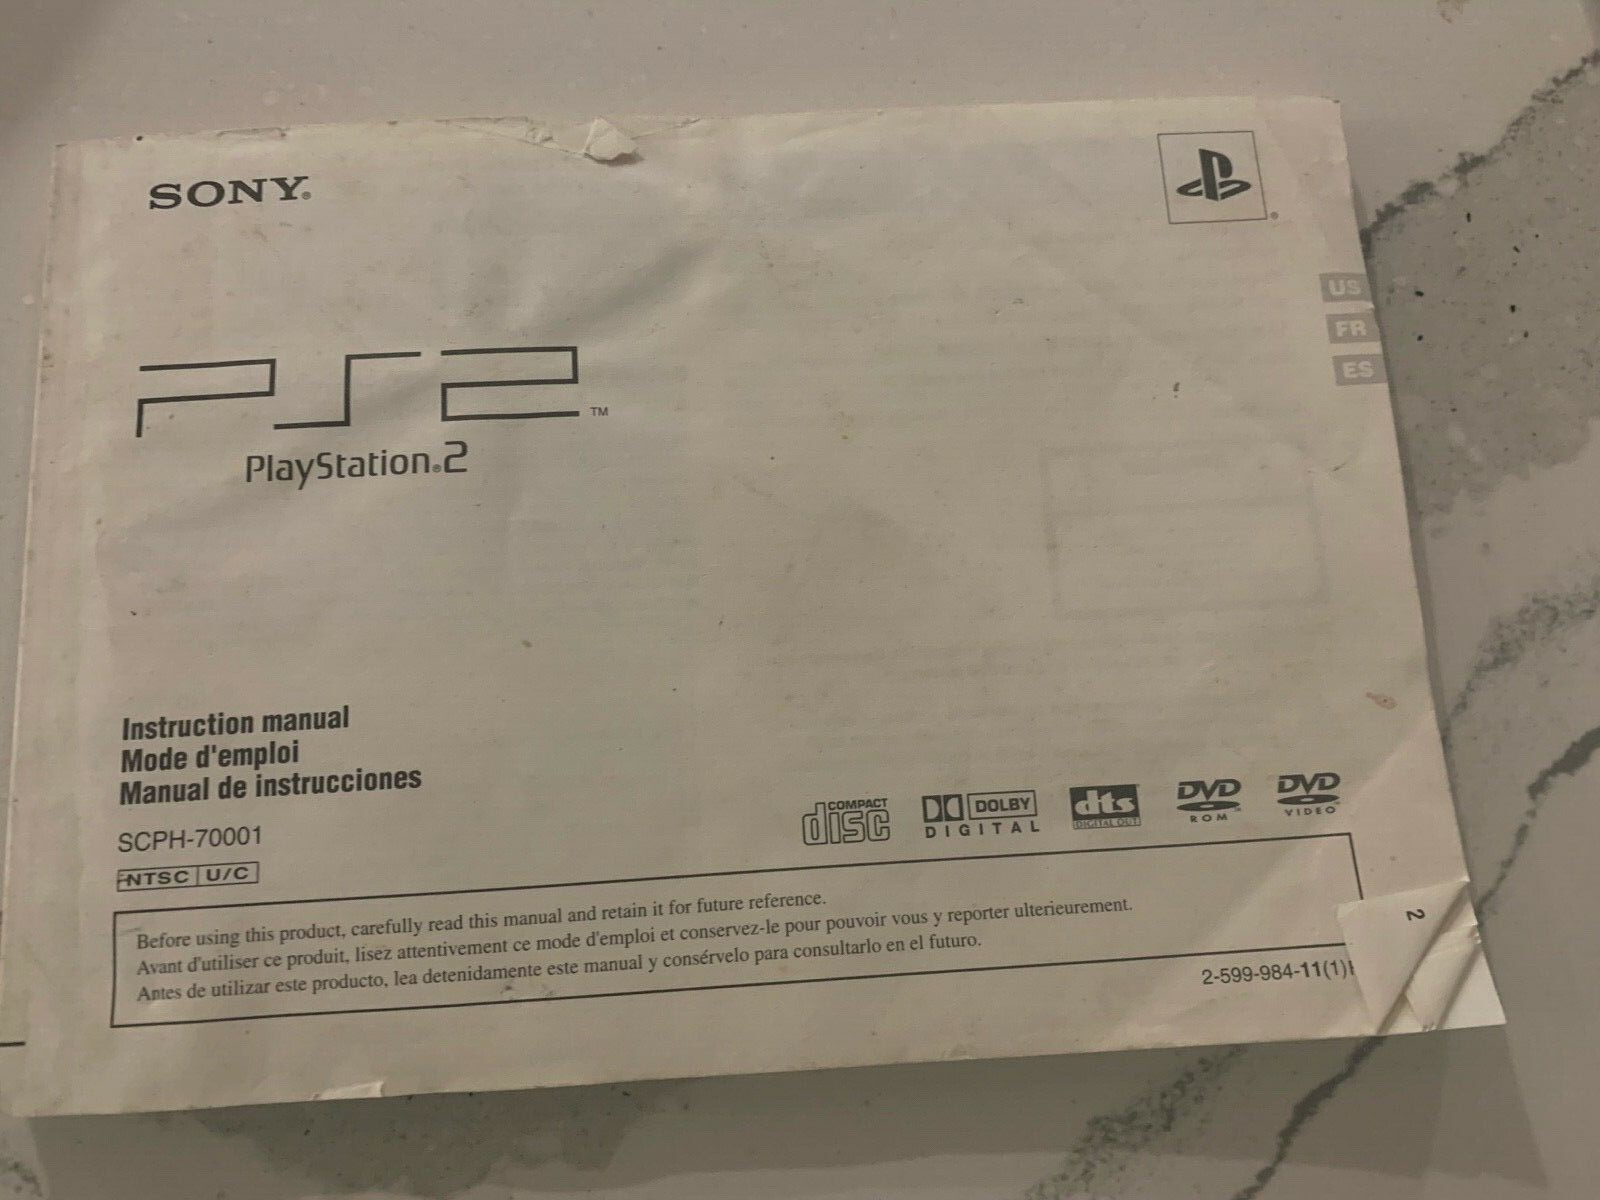 SONY®
US
FR
ES
PS2™
PlayStation®2
Instruction manual
Mode d'emploi
Manual de instrucciones
SCPH-70001
NTSC U/C
COMPACT disc
DOLBY DIGITAL
dts DIGITAL OUT
DVD ROM™
DVD VIDEO™
Before using this product, carefully read this manual and retain it for future reference.
Avant d'utiliser ce produit, lisez attentivement ce mode d'emploi et conservez-le pour pouvoir vous y reporter ulterieurement.
Antes de utilizar este producto, lea detenidamente este manual y consérvelo para consultarlo en el futuro.
2-599-984-11(1)
2